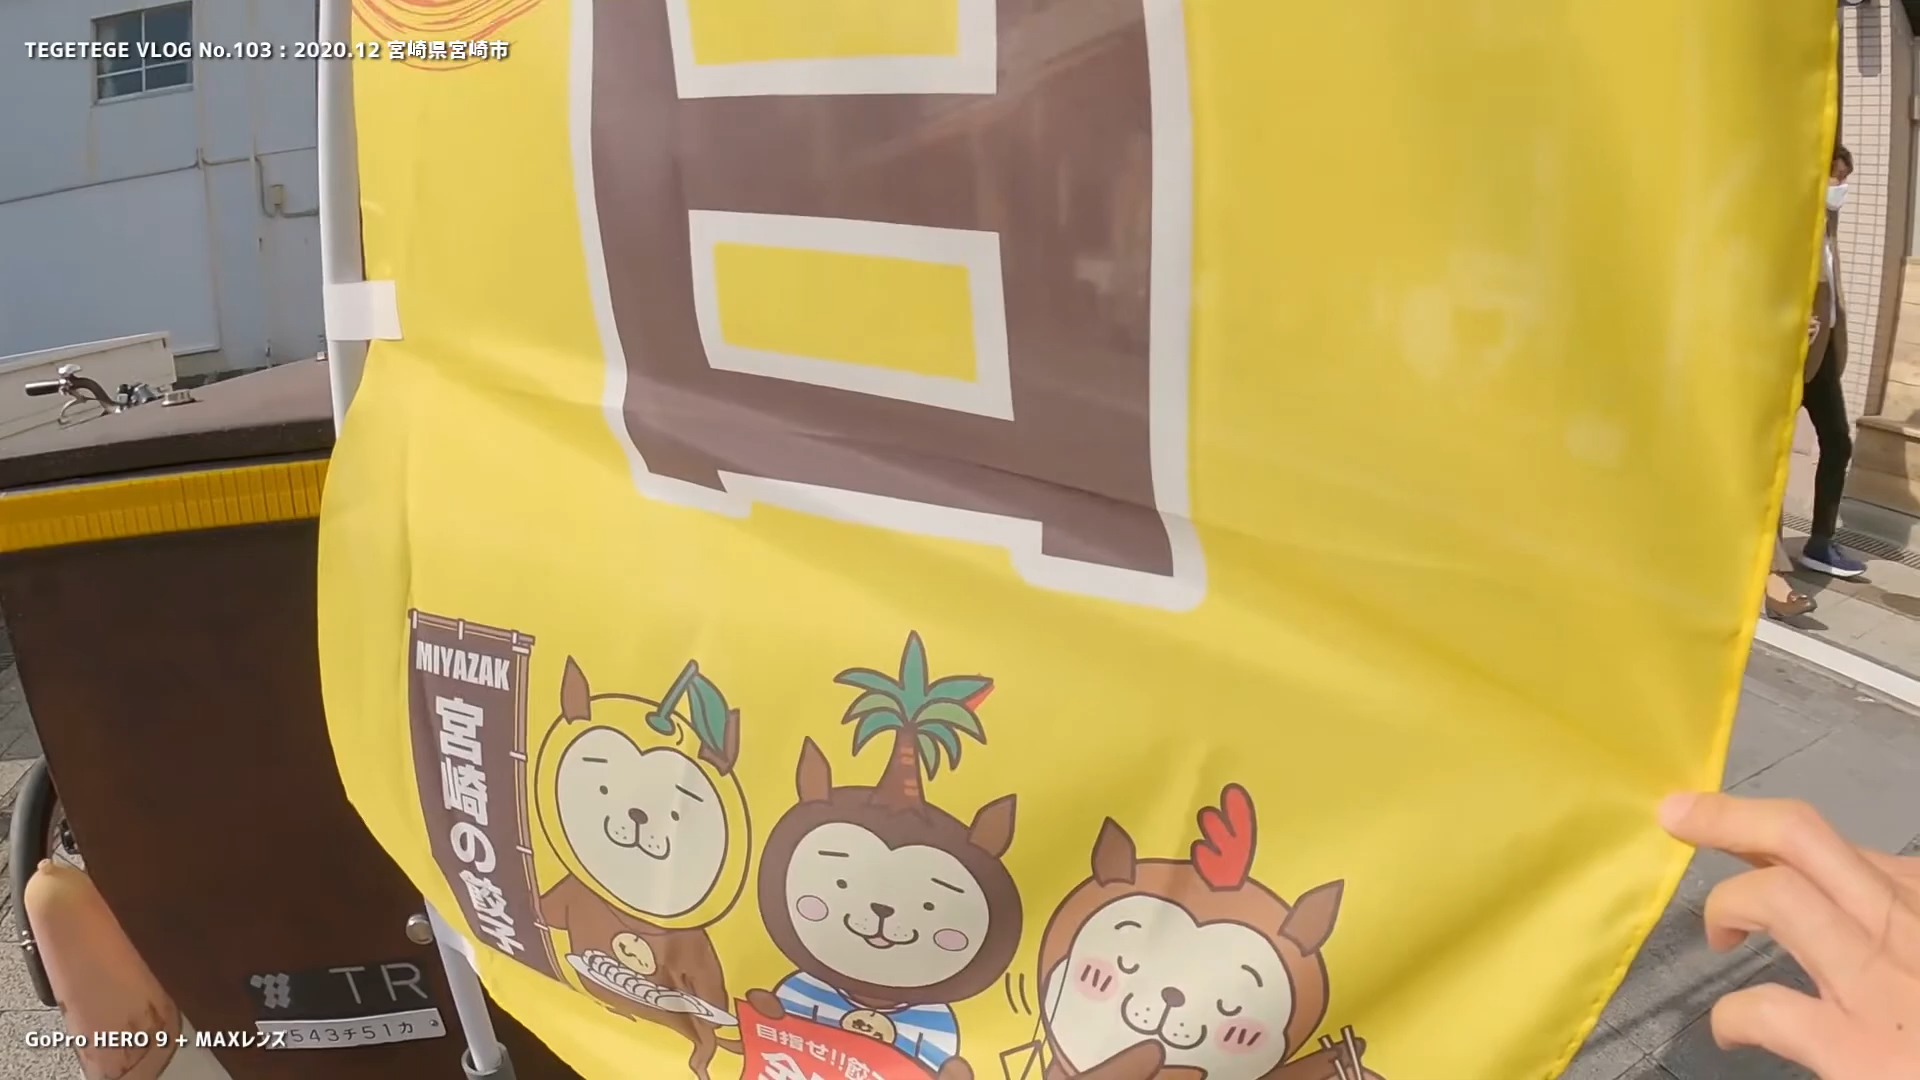 TEGETEGE VLOG No.103 : 2020.12 宮崎県宮崎市
日
MIYAZAK
宮崎の餃子
目指せ!!餃
TR
543チ51カ
GoPro HERO 9 + MAXレンズ